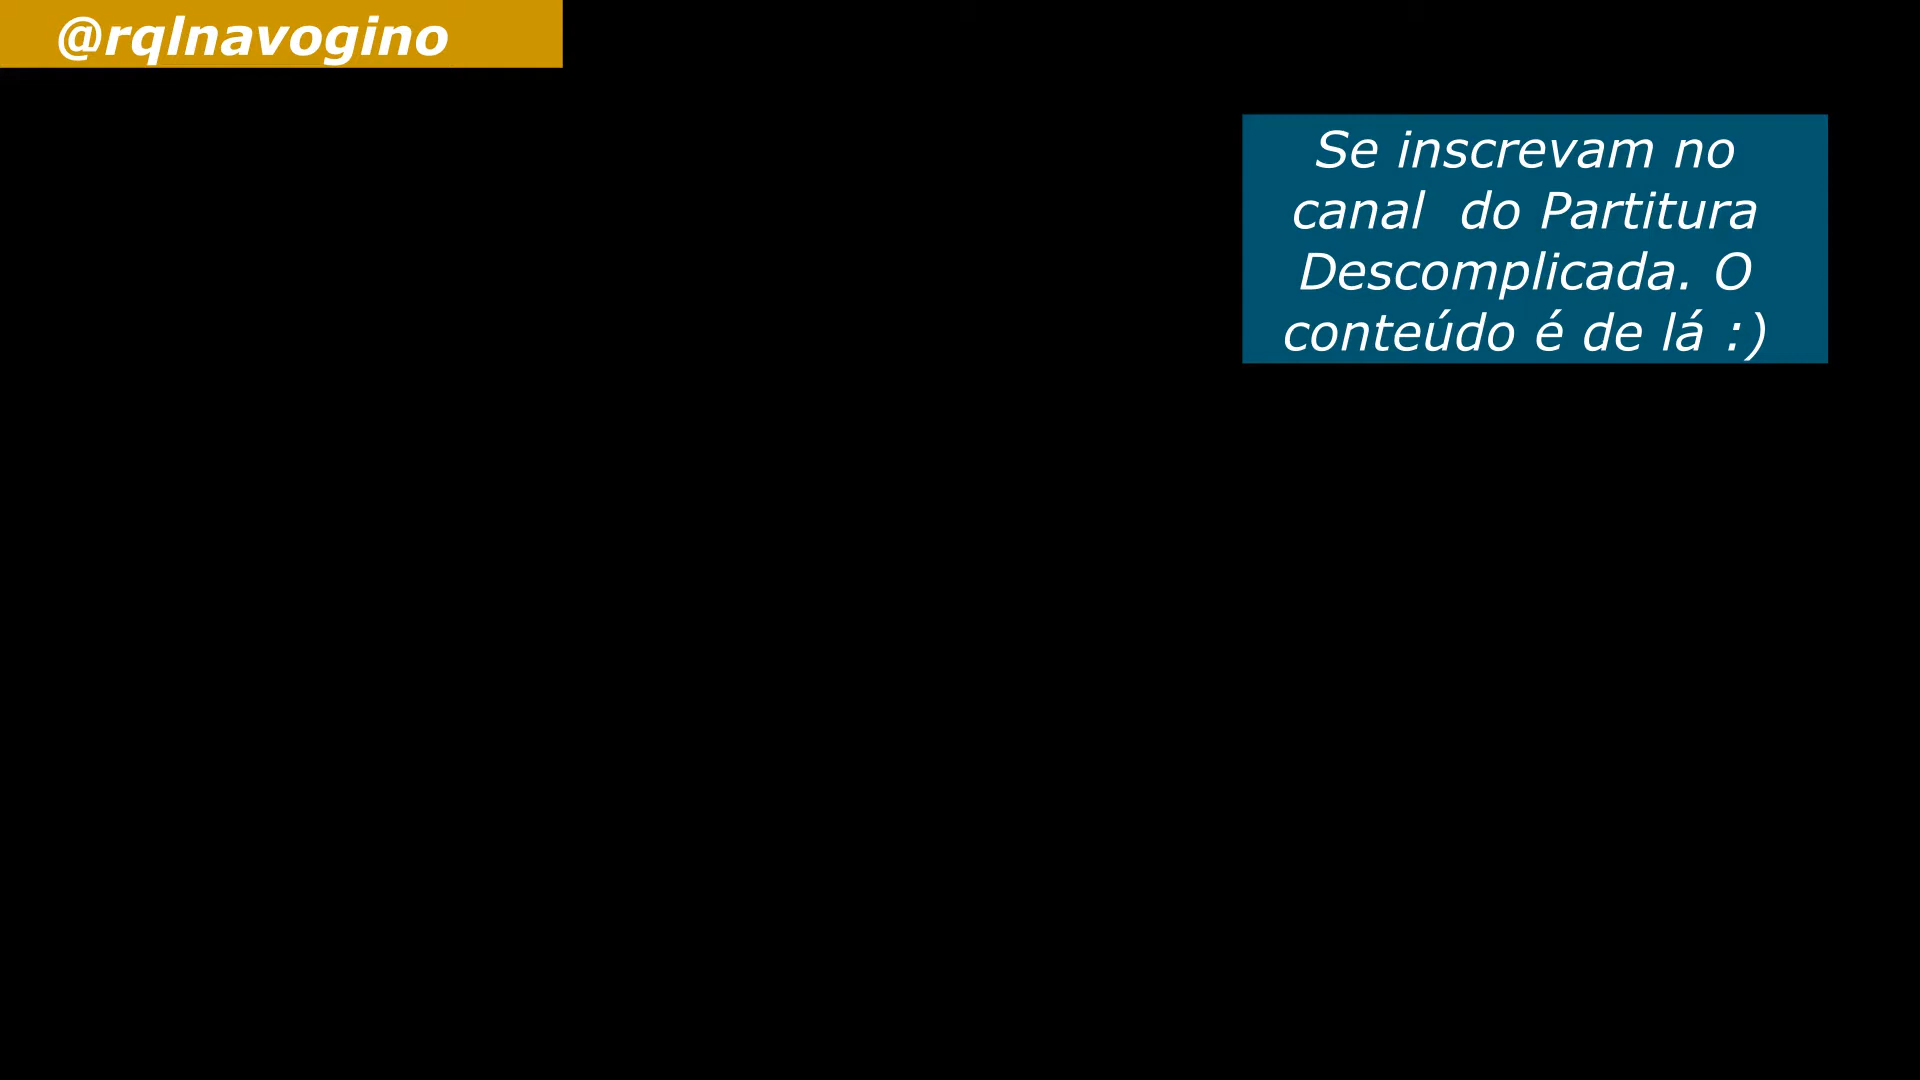 @rqlnavogino
Se inscrevam no
canal  do Partitura
Descomplicada. O
conteúdo é de lá :)